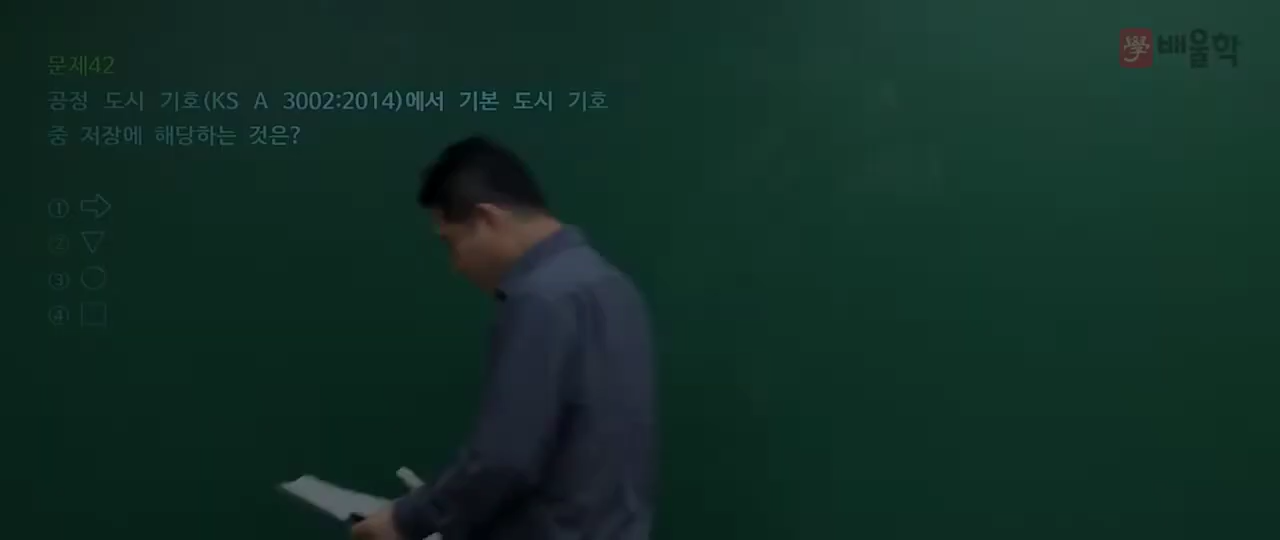 學 배울학
문제42
공정 도시 기호(KS A 3002:2014)에서 기본 도시 기호
중 저장에 해당하는 것은?
① ⇨
② ▽
③ ○
④ □